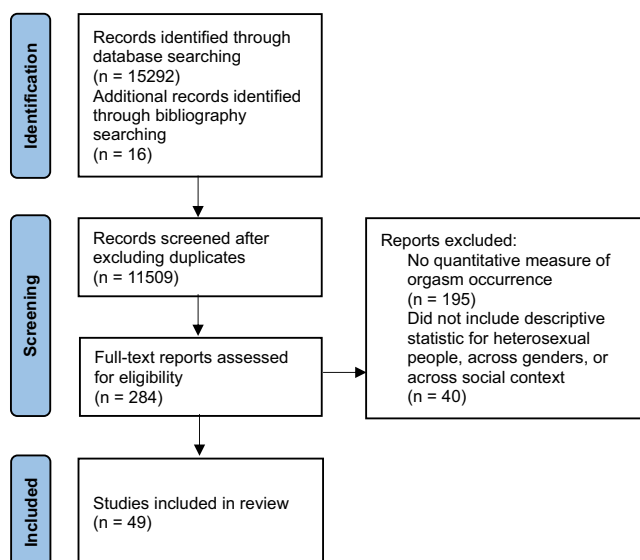 Identification
Records identified through
database searching
(n = 15292)
Additional records identified
through bibliography
searching
(n = 16)
Screening
Records screened after
excluding duplicates
(n = 11509)
Full-text reports assessed
for eligibility
(n = 284)
Reports excluded:
No quantitative measure of
orgasm occurrence
(n = 195)
Did not include descriptive
statistic for heterosexual
people, across genders, or
across social context
(n = 40)
Included
Studies included in review
(n = 49)